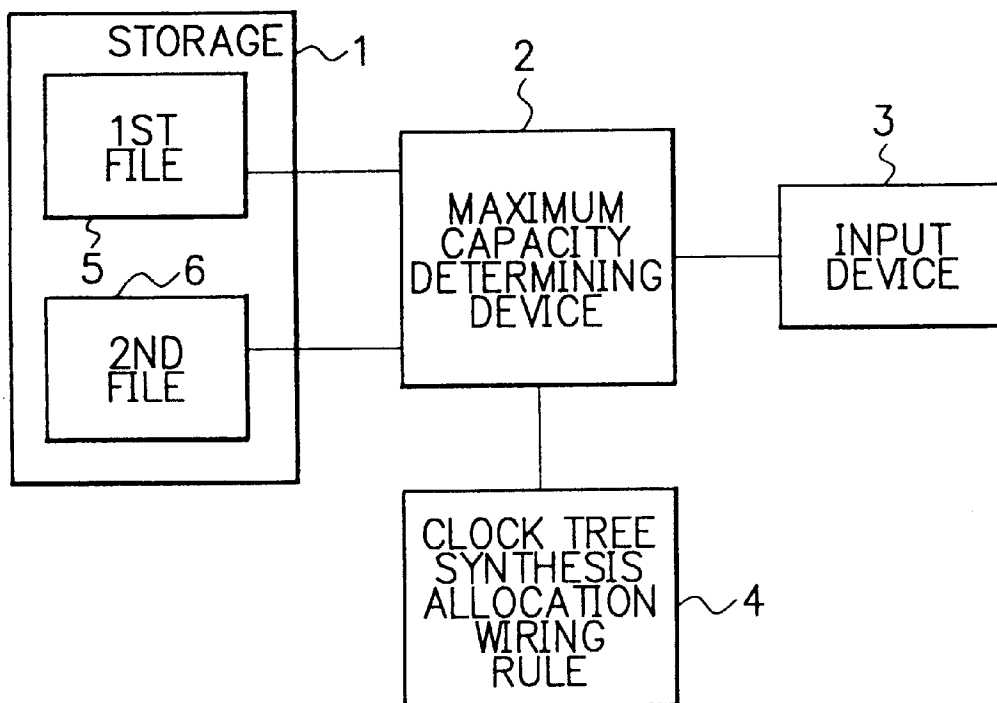 STORAGE
1
1ST
FILE
5
6
2ND
FILE
2
MAXIMUM
CAPACITY
DETERMINING
DEVICE
3
INPUT
DEVICE
CLOCK TREE
SYNTHESIS
ALLOCATION
WIRING
RULE
4